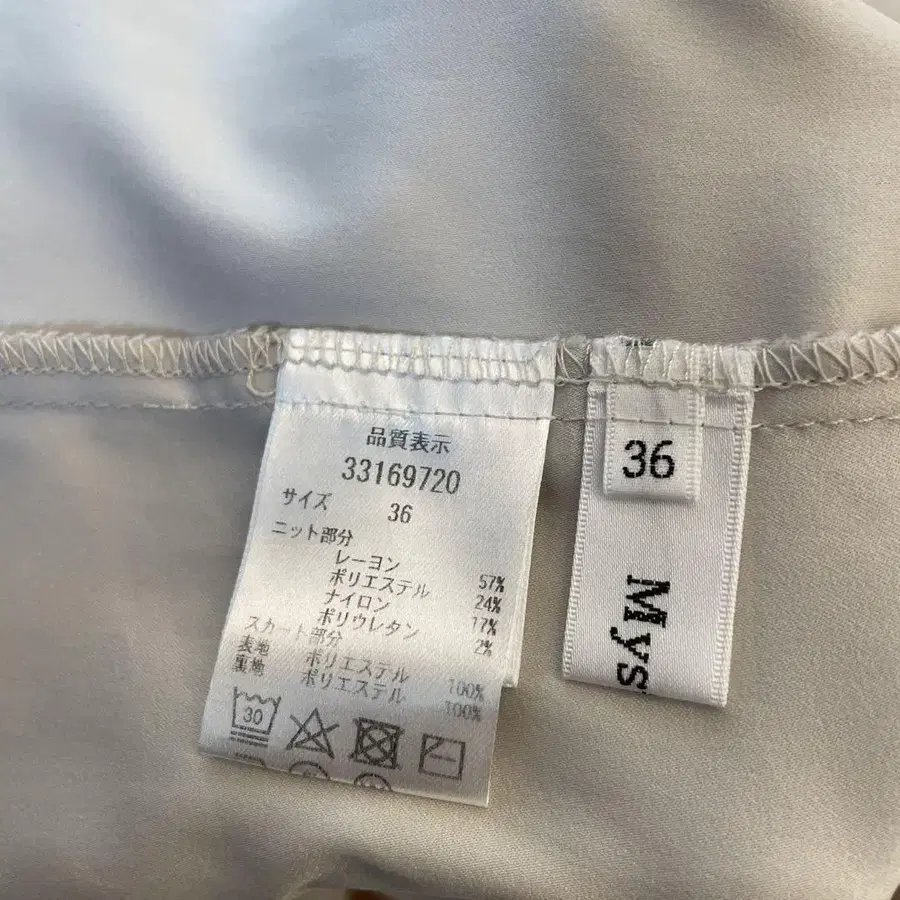 品質表示
33169720
サイズ 36
ニット部分
レーヨン 57%
ポリエステル 24%
ナイロン 17%
ポリウレタン 2%
スカート部分
表地 ポリエステル 100%
裏地 ポリエステル 100%
30
36
Mys